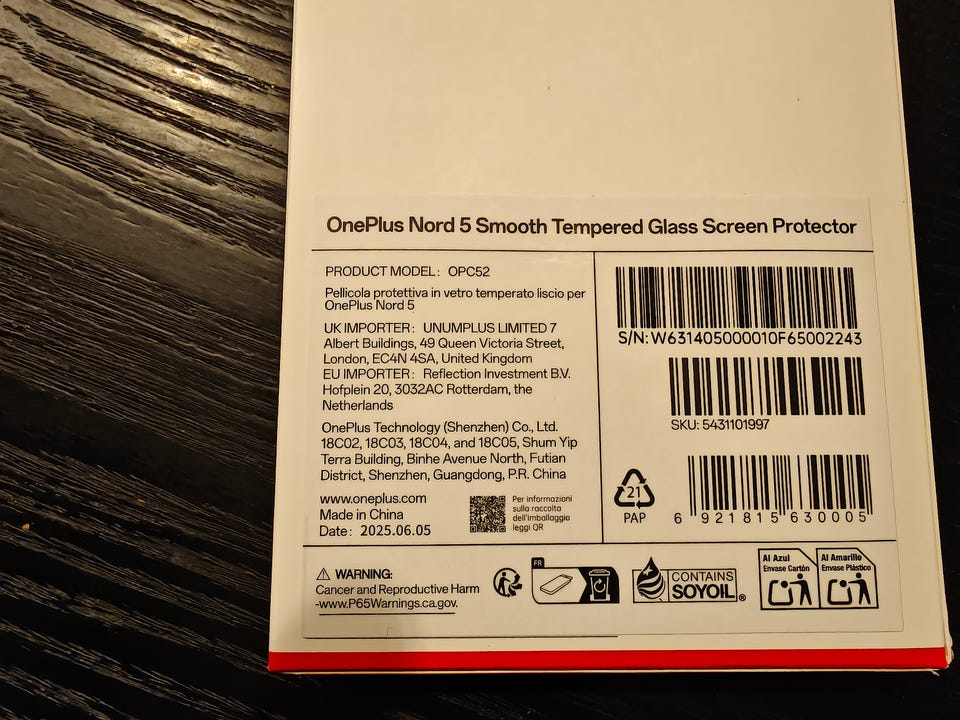 OnePlus Nord 5 Smooth Tempered Glass Screen Protector
PRODUCT MODEL: OPC52
Pellicola protettiva in vetro temperato liscio per
OnePlus Nord 5
UK IMPORTER: UNUMPLUS LIMITED 7
Albert Buildings, 49 Queen Victoria Street,
London, EC4N 4SA, United Kingdom
EU IMPORTER: Reflection Investment B.V.
Hofplein 20, 3032AC Rotterdam, the
Netherlands
OnePlus Technology (Shenzhen) Co., Ltd.
18C02, 18C03, 18C04, and 18C05, Shum Yip
Terra Building, Binhe Avenue North, Futian
District, Shenzhen, Guangdong, P.R. China
www.oneplus.com
Made in China
Date: 2025.06.05
Per informazioni
sulla raccolta
dell'imballaggio
leggi QR
S/N: W631405000010F65002243
SKU: 5431101997
21
PAP
6 921815 630005
⚠ WARNING:
Cancer and Reproductive Harm
-www.P65Warnings.ca.gov.
FR
CONTAINS
SOYOIL®
Al Azul
Envase Cartón
Al Amarillo
Envase Plástico